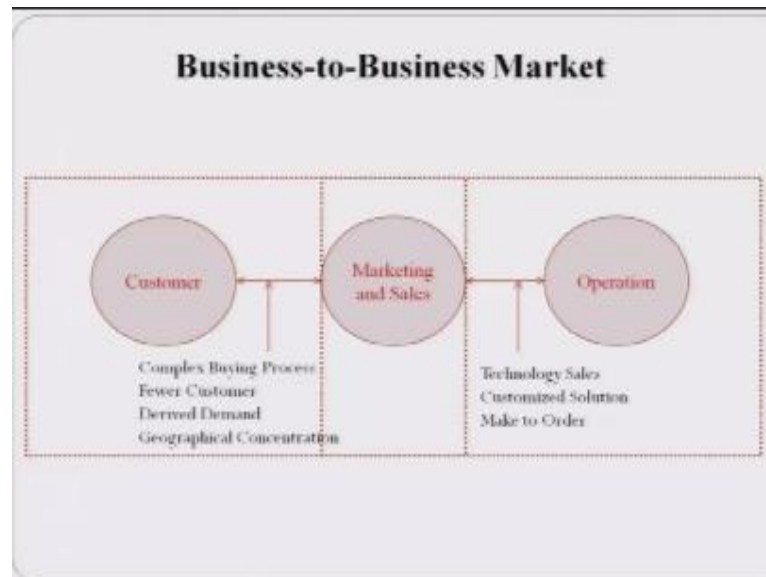 Business-to-Business Market
Customer
Marketing
and Sales
Operation
Complex Buying Process
Fewer Customer
Derived Demand
Geographical Concentration
Technology Sales
Customized Solution
Make to Order